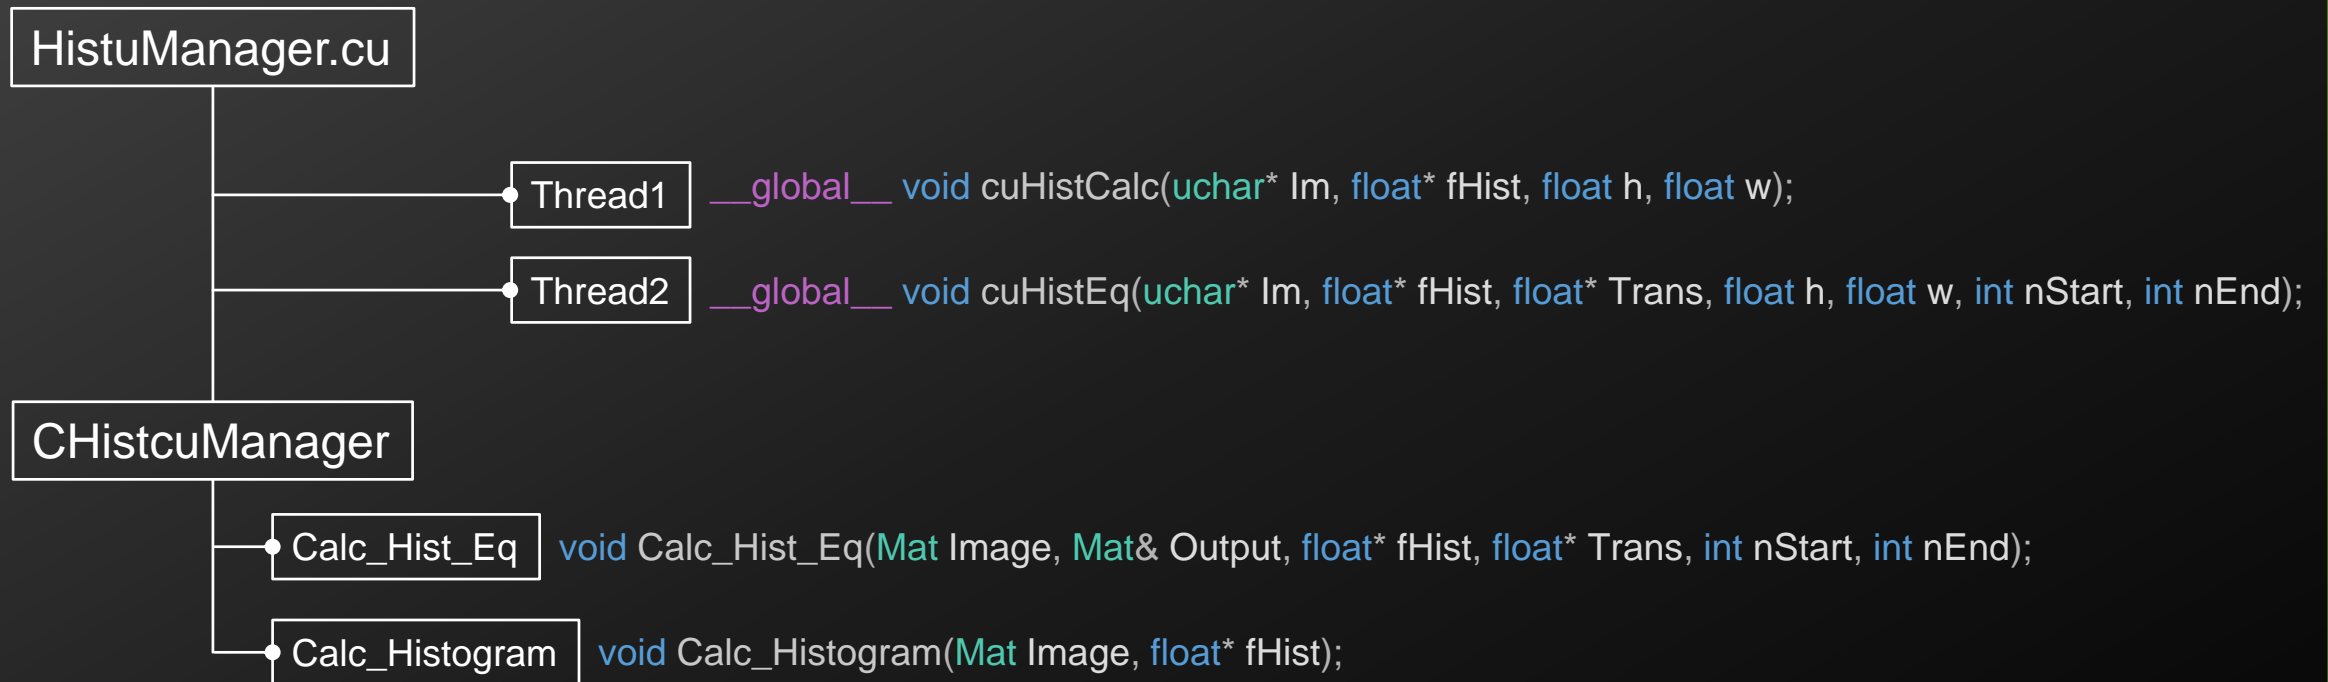 HistuManager.cu
Thread1 __global__ void cuHistCalc(uchar* Im, float* fHist, float h, float w);
Thread2 __global__ void cuHistEq(uchar* Im, float* fHist, float* Trans, float h, float w, int nStart, int nEnd);
CHistcuManager
Calc_Hist_Eq void Calc_Hist_Eq(Mat Image, Mat& Output, float* fHist, float* Trans, int nStart, int nEnd);
Calc_Histogram void Calc_Histogram(Mat Image, float* fHist);